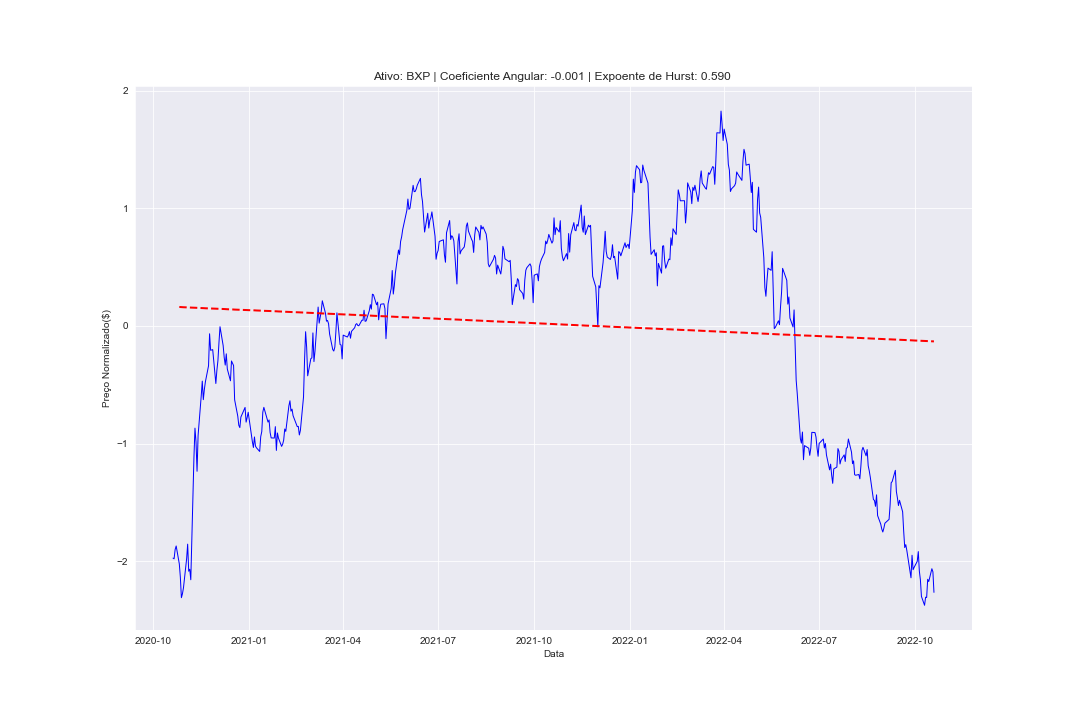 Ativo: BXP | Coeficiente Angular: -0.001 | Expoente de Hurst: 0.590
2
1
0
−1
−2
Preço Normalizado($)
2020-10 2021-01 2021-04 2021-07 2021-10 2022-01 2022-04 2022-07 2022-10
Data